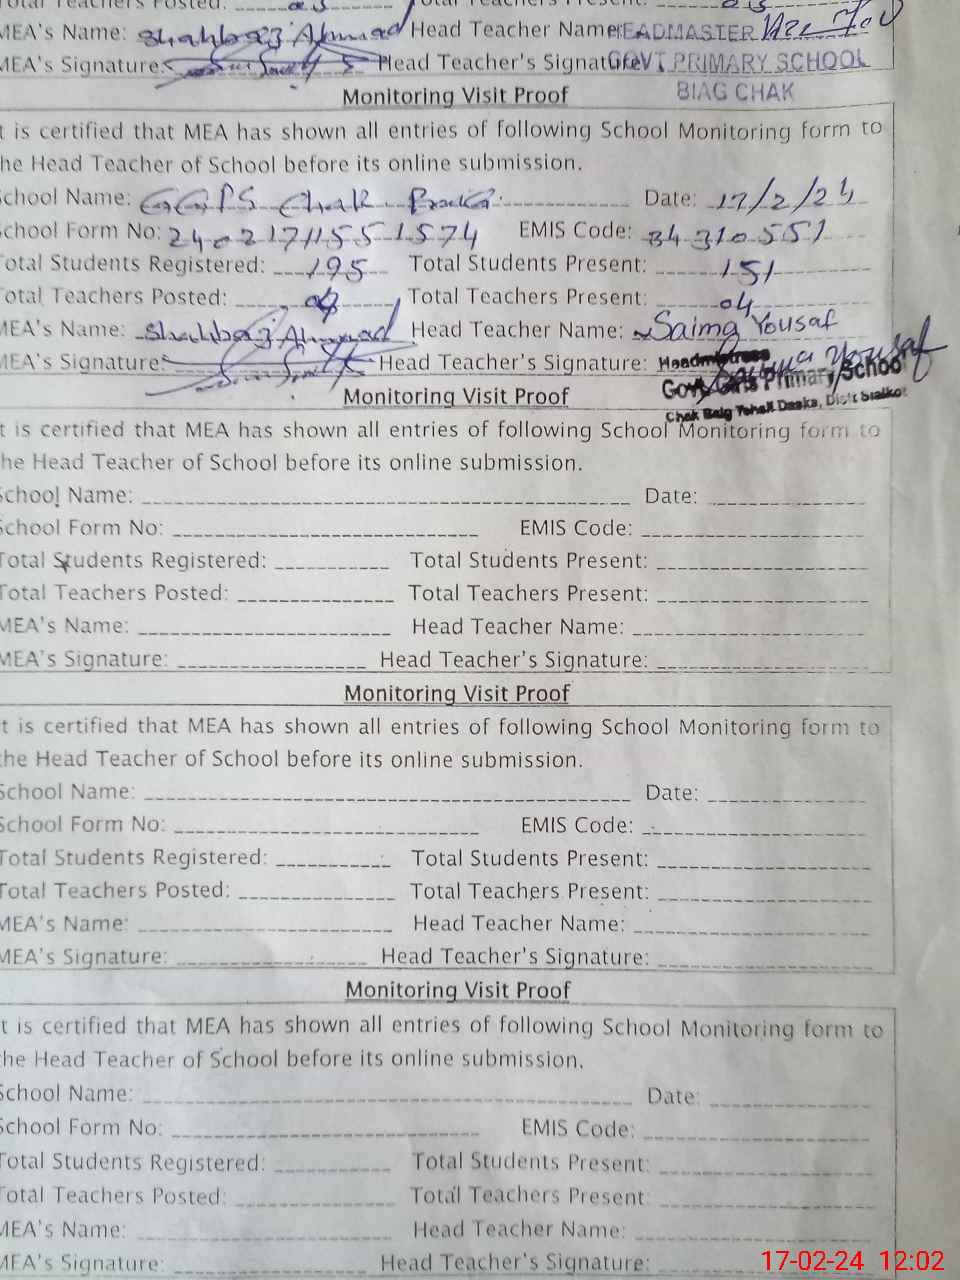 Total Teachers Posted: 03 Total Teachers Present: 03
MEA's Name: Shahbaz Ahmad Head Teacher Name: HEADMASTER
MEA's Signature: Head Teacher's Signature GOVT PRIMARY SCHOOL
BIAG CHAK
Monitoring Visit Proof
t is certified that MEA has shown all entries of following School Monitoring form to
he Head Teacher of School before its online submission.
School Name: GGPS Chak Date: 17/2/24
School Form No: 24021711551574 EMIS Code: 34310551
Total Students Registered: 195 Total Students Present: 151
Total Teachers Posted: 04 Total Teachers Present: 04
MEA's Name: Shahbaz Ahmad Head Teacher Name: Saima Yousaf
MEA's Signature: Head Teacher's Signature: Saima Yousaf
Headmistress
Govt Girls Primary School
Chak Baig Tehsil Daska, Distt Sialkot
Monitoring Visit Proof
t is certified that MEA has shown all entries of following School Monitoring form to
he Head Teacher of School before its online submission.
School Name: Date:
School Form No: EMIS Code:
Total Students Registered: Total Students Present:
Total Teachers Posted: Total Teachers Present:
MEA's Name: Head Teacher Name:
MEA's Signature: Head Teacher's Signature:
Monitoring Visit Proof
t is certified that MEA has shown all entries of following School Monitoring form to
the Head Teacher of School before its online submission.
School Name: Date:
School Form No: EMIS Code:
Total Students Registered: Total Students Present:
Total Teachers Posted: Total Teachers Present:
MEA's Name: Head Teacher Name:
MEA's Signature: Head Teacher's Signature:
Monitoring Visit Proof
t is certified that MEA has shown all entries of following School Monitoring form to
he Head Teacher of School before its online submission.
School Name: Date:
School Form No: EMIS Code:
Total Students Registered: Total Students Present:
Total Teachers Posted: Total Teachers Present
MEA's Name: Head Teacher Name:
MEA's Signature: Head Teacher's Signature:
17-02-24 12:02